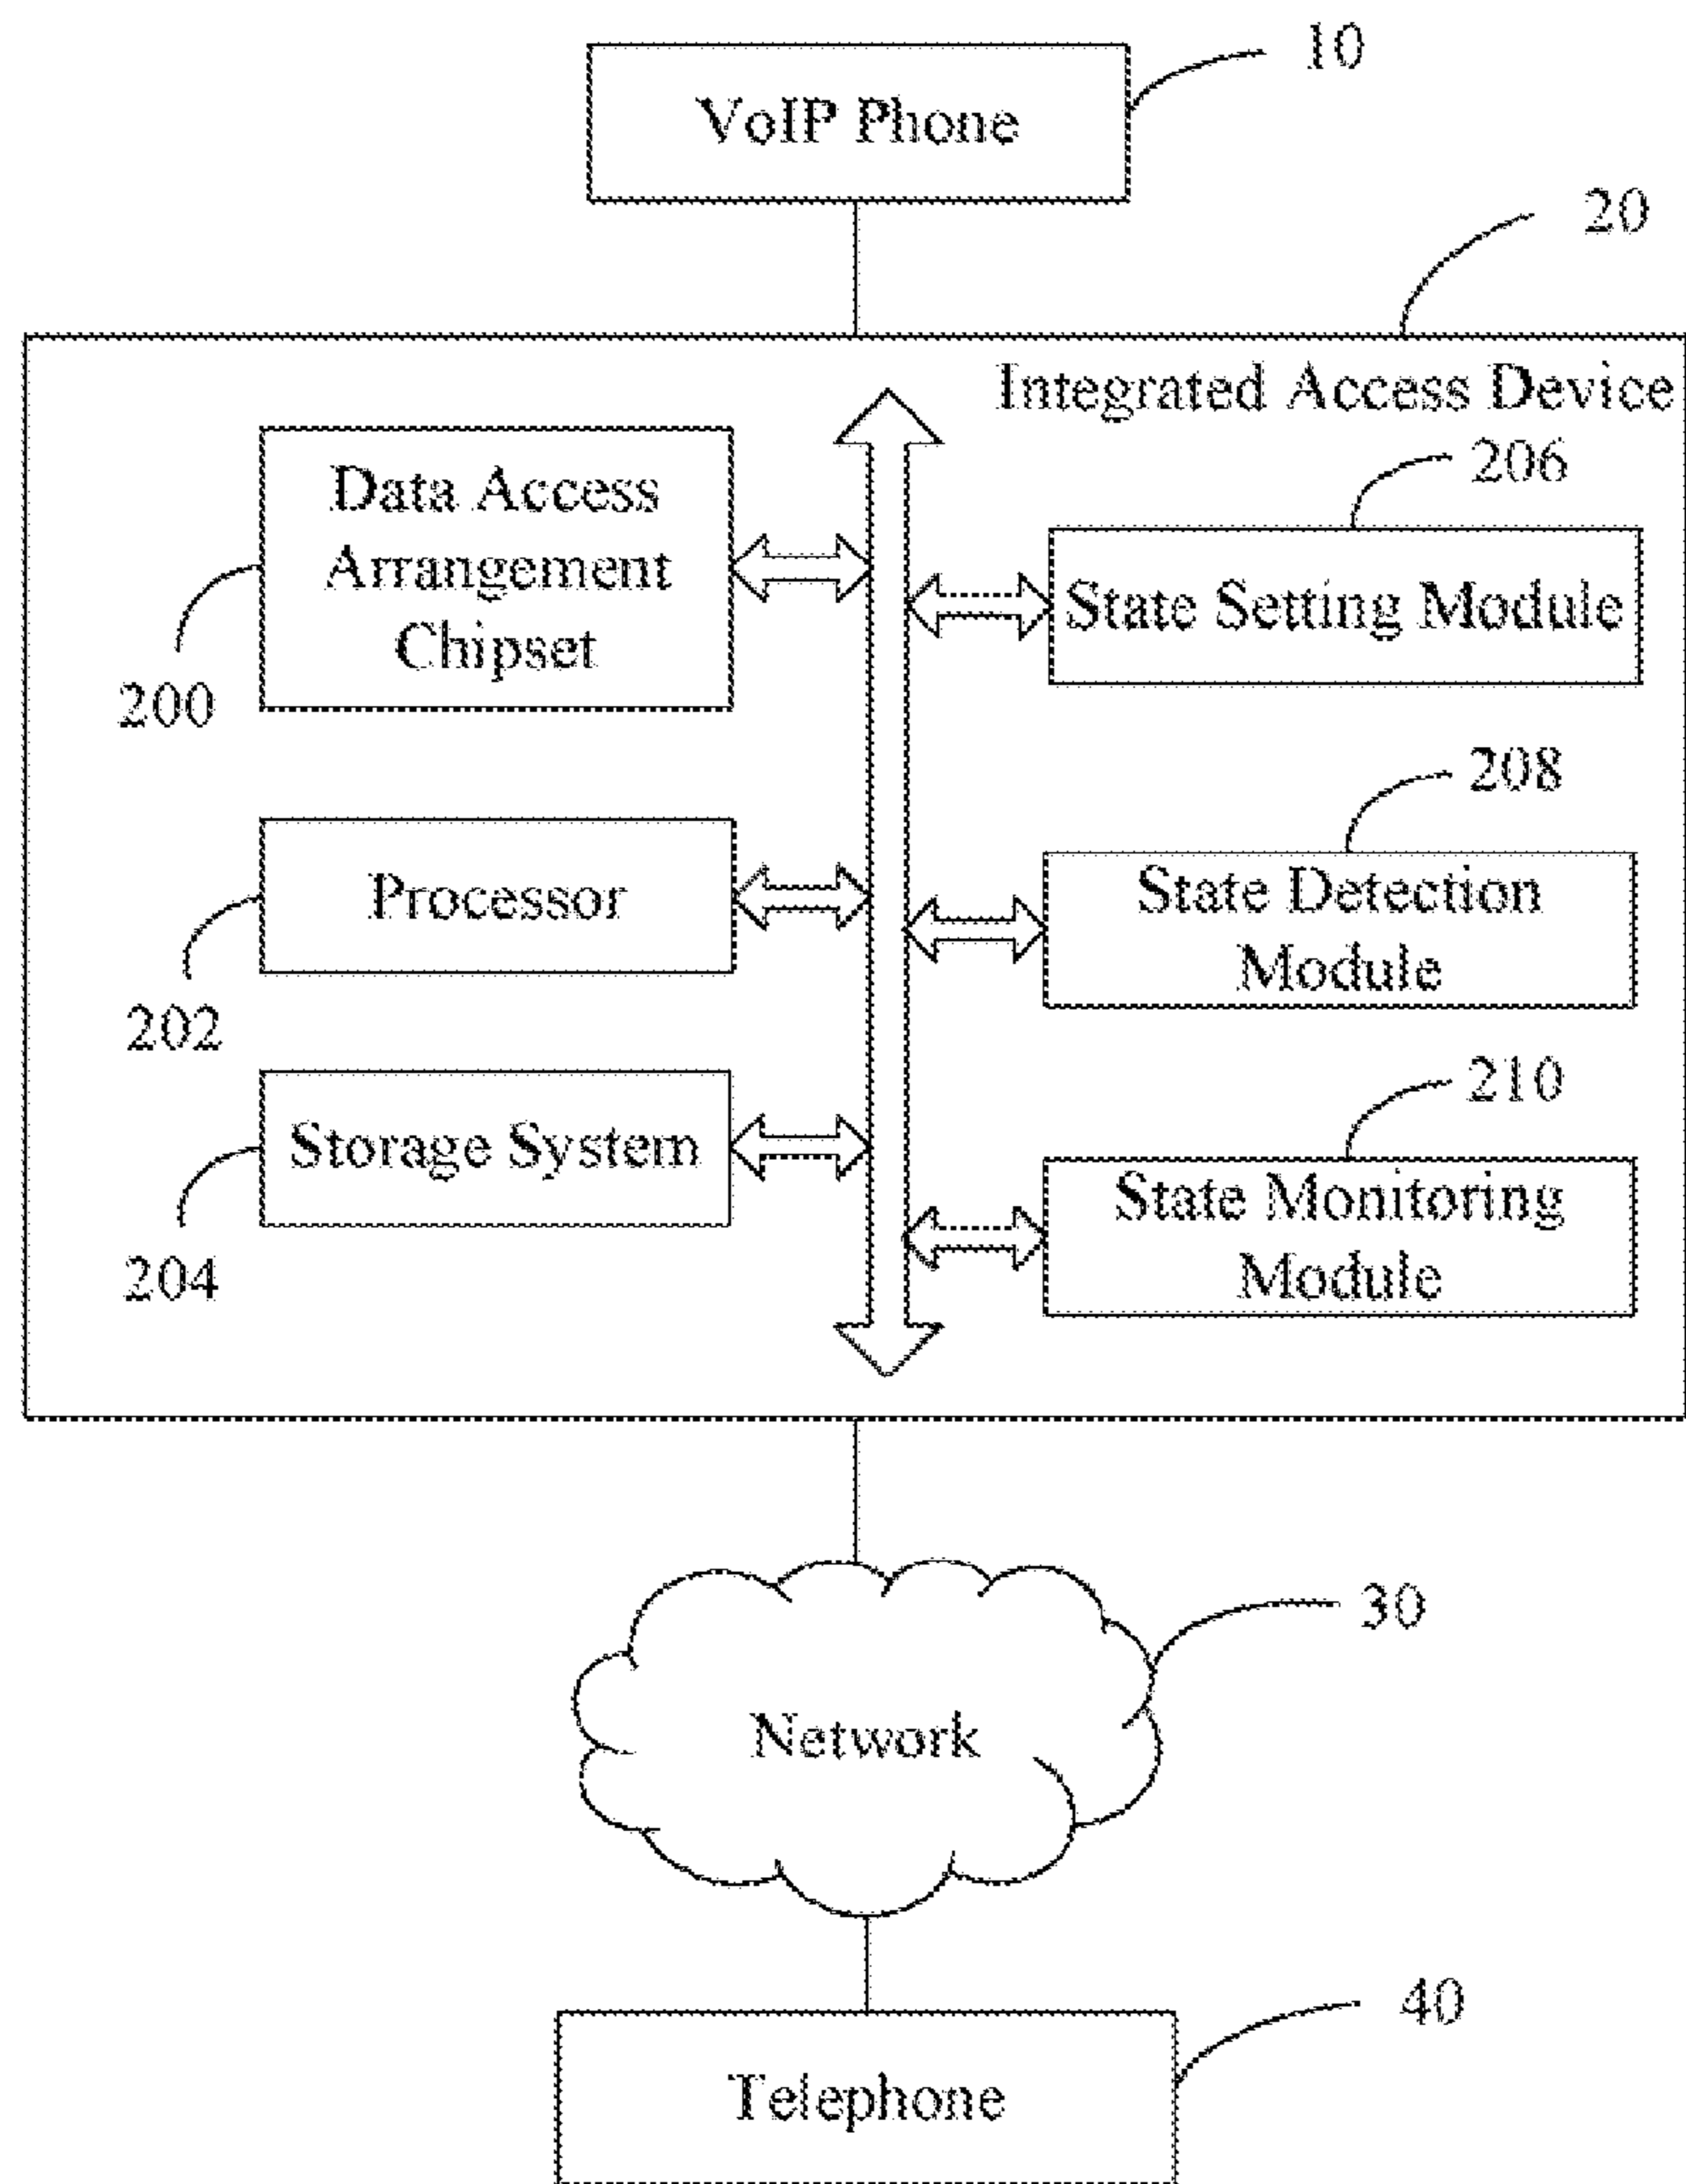 10
VoIP Phone
20
Integrated Access Device
206
Data Access
Arrangement
Chipset
State Setting Module
200
208
Processor
State Detection
Module
202
210
Storage System
State Monitoring
Module
204
30
Network
40
Telephone